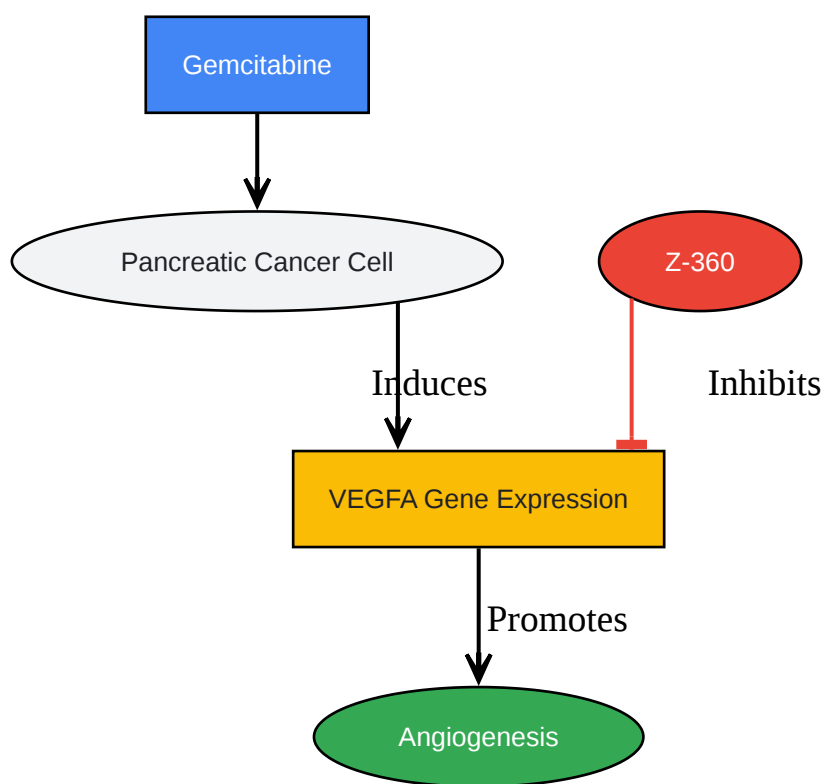 Gemcitabine
Pancreatic Cancer Cell
Z-360
Induces
Inhibits
VEGFA Gene Expression
Promotes
Angiogenesis